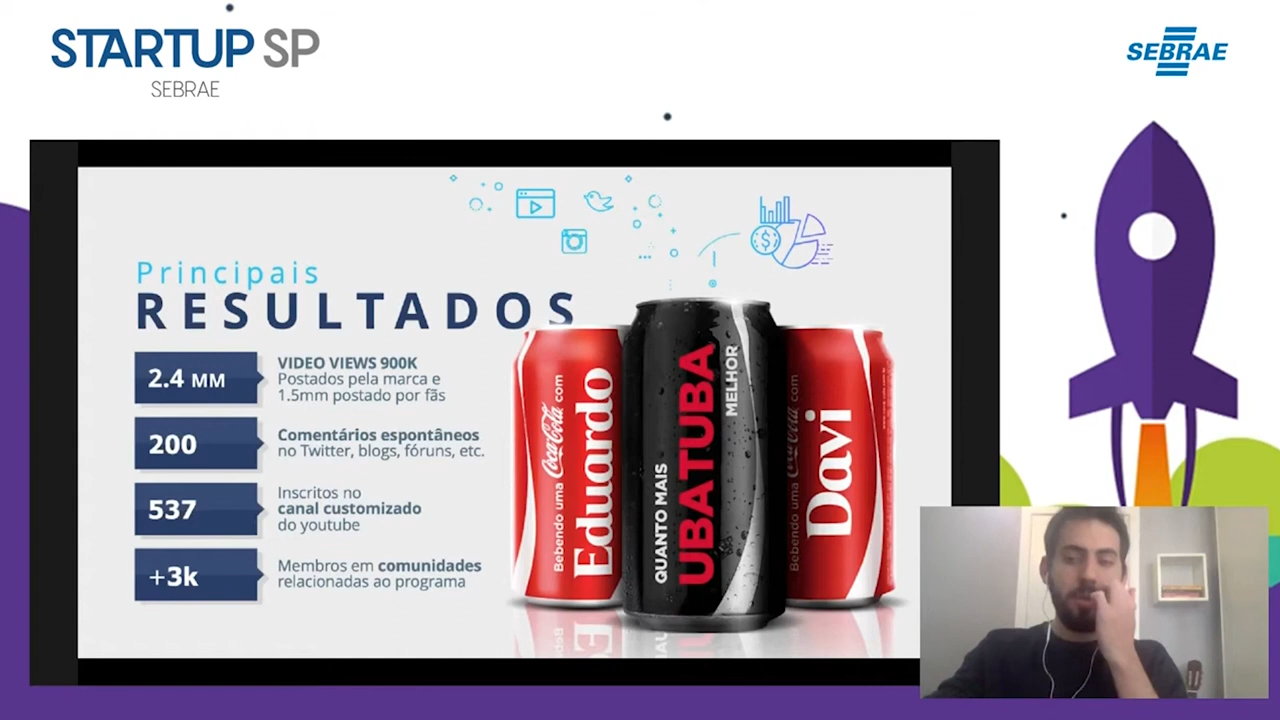 STARTUP SP
SEBRAE
SEBRAE
Principais
RESULTADOS
2.4 MM
VIDEO VIEWS 900K
Postados pela marca e
1.5mm postado por fãs
200
Comentários espontâneos
no Twitter, blogs, fóruns, etc.
537
Inscritos no
canal customizado
do youtube
+3k
Membros em comunidades
relacionadas ao programa
Bebendo uma Coca-Cola com
Eduardo
QUANTO MAIS
UBATUBA
MELHOR
Bebendo uma Coca-Cola com
Davi